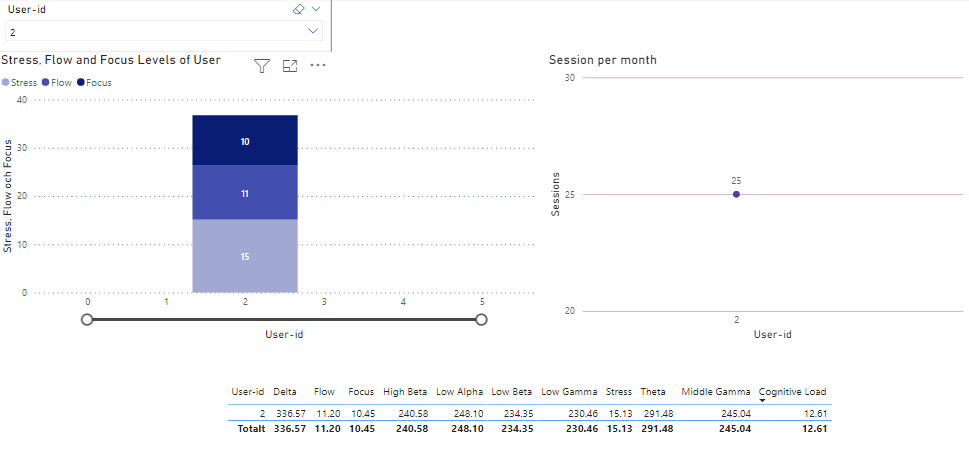 User-id
2
Stress, Flow and Focus Levels of User
Stress Flow Focus
Stress, Flow och Focus
40
30
20
10
0
10
11
15
0 1 2 3 4 5
User-id
Session per month
Sessions
30
25
20
25
2
User-id
User-id Delta Flow Focus High Beta Low Alpha Low Beta Low Gamma Stress Theta Middle Gamma Cognitive Load
2 336.57 11.20 10.45 240.58 248.10 234.35 230.46 15.13 291.48 245.04 12.61
Totalt 336.57 11.20 10.45 240.58 248.10 234.35 230.46 15.13 291.48 245.04 12.61